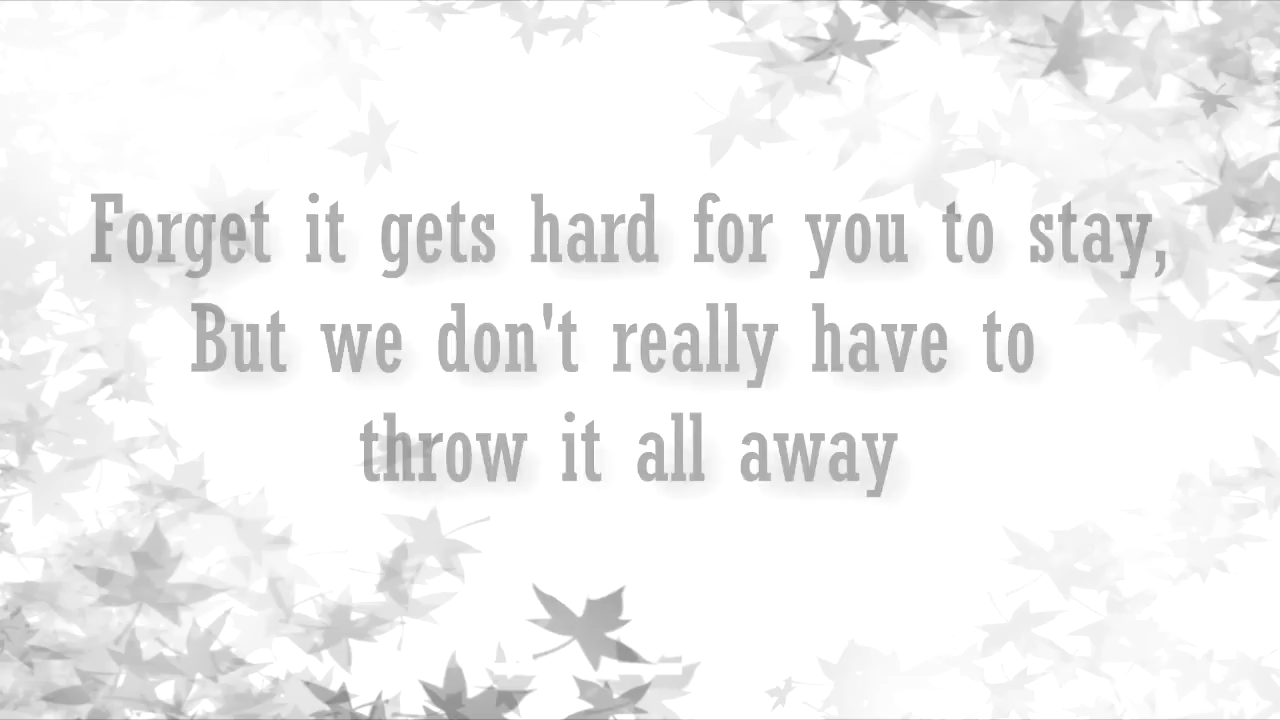 Forget it gets hard for you to stay,
But we don't really have to
throw it all away